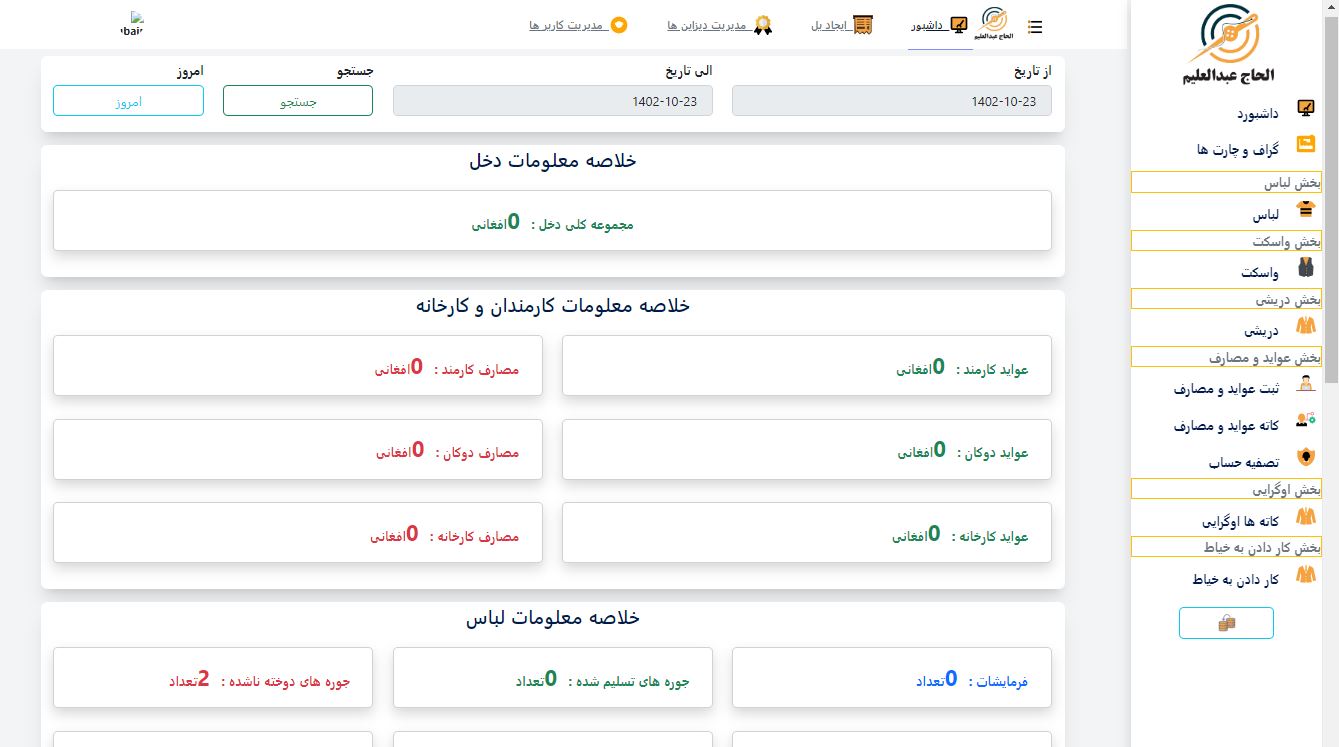 الحاج عبدالعلیم
داشبورد
گراف و چارت ها
بخش لباس
لباس
بخش واسکت
واسکت
بخش دریشی
دریشی
بخش عواید و مصارف
ثبت عواید و مصارف
کاته عواید و مصارف
تصفیه حساب
بخش اوگرایی
کاته ها اوگرایی
بخش کار دادن به خیاط
کار دادن به خیاط
الحاج عبدالعلیم
داشبور
ایجاد بل
مدیریت دیزاین ها
مدیریت کاربر ها
از تاریخ
الی تاریخ
جستجو
امروز
1402-10-23
1402-10-23
جستجو
امروز
خلاصه معلومات دخل
مجموعه کلی دخل : 0افغانی
خلاصه معلومات کارمندان و کارخانه
عواید کارمند : 0افغانی
مصارف کارمند : 0افغانی
عواید دوکان : 0افغانی
مصارف دوکان : 0افغانی
عواید کارخانه : 0افغانی
مصارف کارخانه : 0افغانی
خلاصه معلومات لباس
فرمایشات : 0تعداد
جوره های تسلیم شده : 0تعداد
جوره های دوخته ناشده : 2تعداد